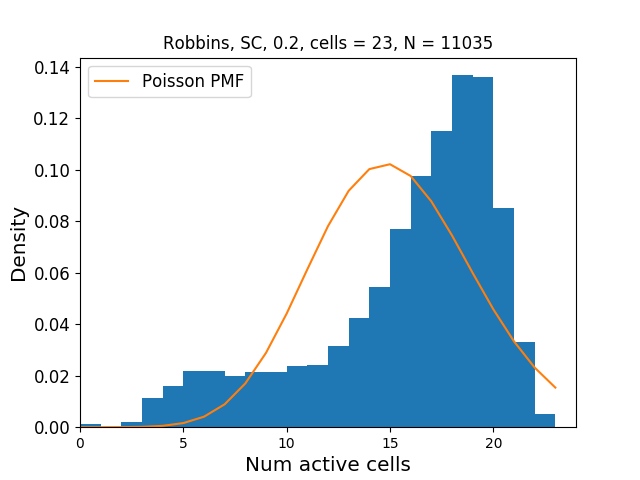 Robbins, SC, 0.2, cells = 23, N = 11035
Poisson PMF
0.14
0.12
0.10
0.08
0.06
0.04
0.02
0.00
Density
0 5 10 15 20
Num active cells